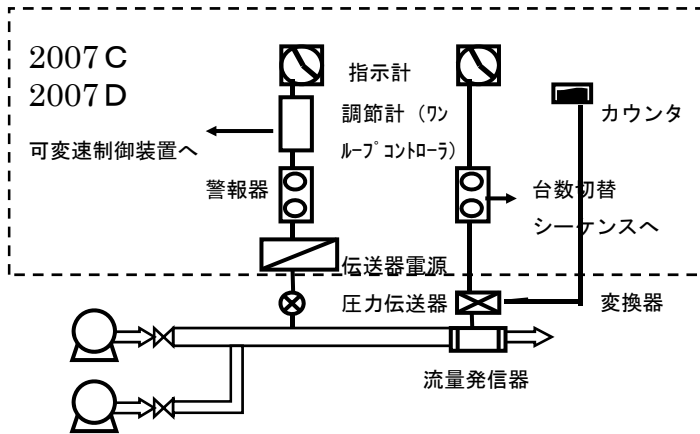 2007C
2007D
可変速制御装置へ
指示計
調節計（ﾜﾝ
ﾙｰﾌﾟｺﾝﾄﾛｰﾗ）
警報器
伝送器電源
圧力伝送器
カウンタ
台数切替
シーケンスへ
変換器
流量発信器